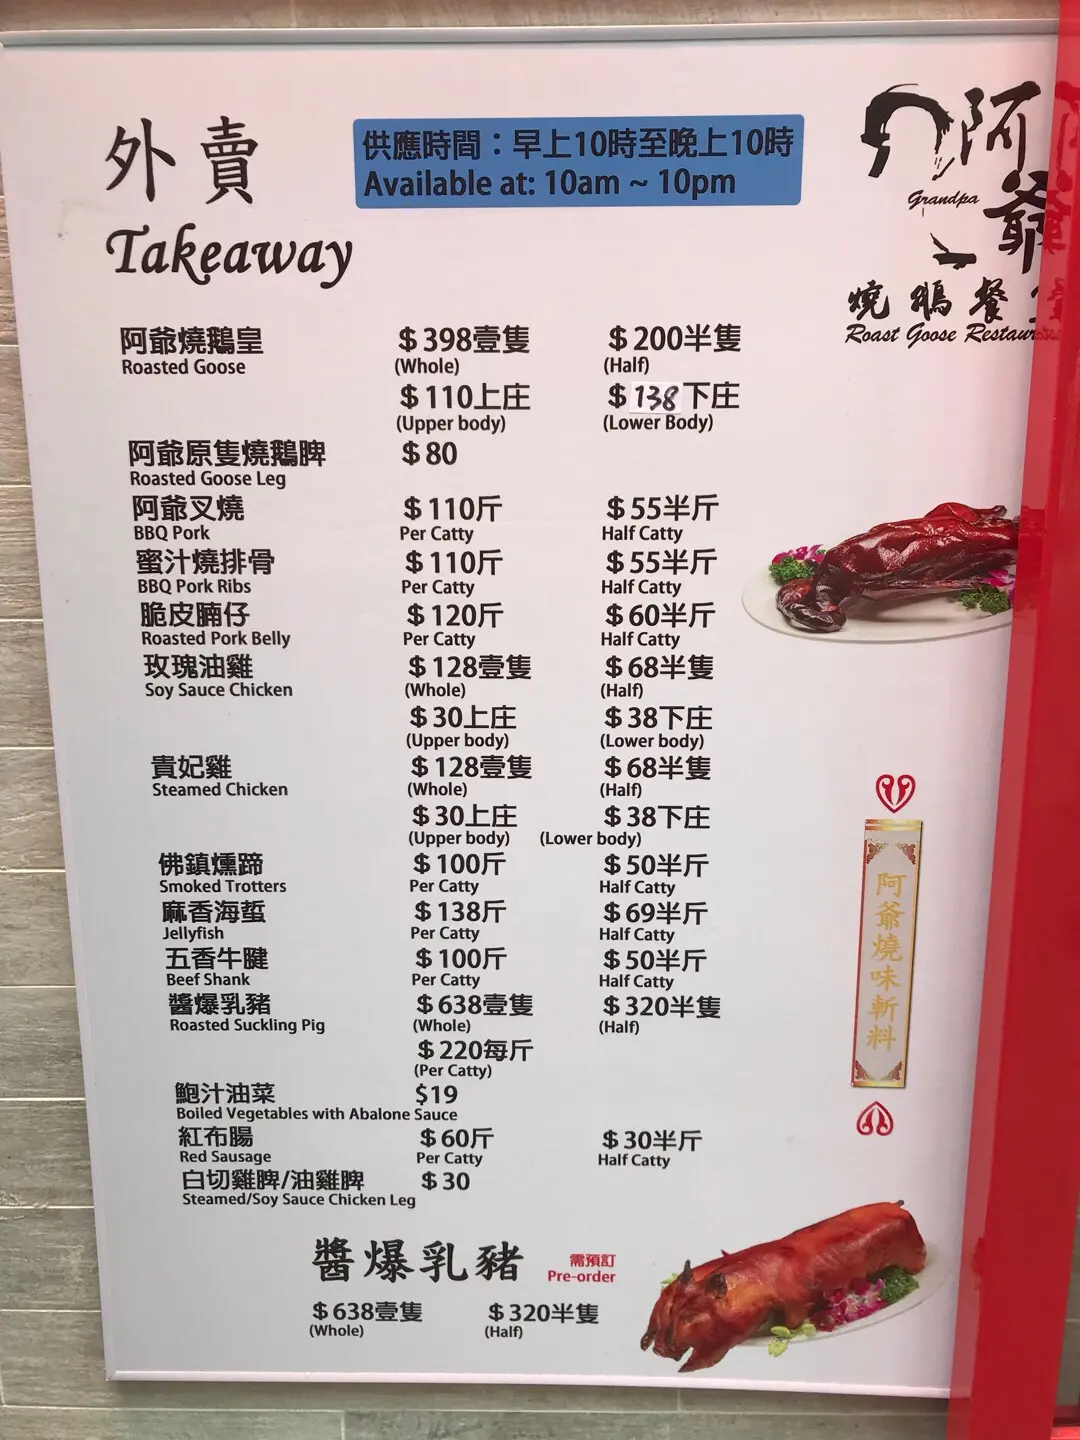 外賣
Takeaway
供應時間：早上10時至晚上10時
Available at: 10am ~ 10pm
阿爺
Grandpa
燒鵝餐
Roast Goose
阿爺燒鵝皇 $398壹隻 $200半隻
Roasted Goose (Whole) (Half)
$110上庄 $138下庄
(Upper body) (Lower Body)
阿爺原隻燒鵝脾 $80
Roasted Goose Leg
阿爺叉燒 $110斤 $55半斤
BBQ Pork Per Catty Half Catty
蜜汁燒排骨 $110斤 $55半斤
BBQ Pork Ribs Per Catty Half Catty
脆皮腩仔 $120斤 $60半斤
Roasted Pork Belly Per Catty Half Catty
玫瑰油雞 $128壹隻 $68半隻
Soy Sauce Chicken (Whole) (Half)
$30上庄 $38下庄
(Upper body) (Lower body)
貴妃雞 $128壹隻 $68半隻
Steamed Chicken (Whole) (Half)
$30上庄 $38下庄
(Upper body) (Lower body)
佛鎮燻蹄 $100斤 $50半斤
Smoked Trotters Per Catty Half Catty
麻香海蜇 $138斤 $69半斤
Jellyfish Per Catty Half Catty
五香牛腱 $100斤 $50半斤
Beef Shank Per Catty Half Catty
醬爆乳豬 $638壹隻 $320半隻
Roasted Suckling Pig (Whole) (Half)
$220每斤
(Per Catty)
鮑汁油菜 $19
Boiled Vegetables with Abalone Sauce
紅布腸 $60斤 $30半斤
Red Sausage Per Catty Half Catty
白切雞脾/油雞脾 $30
Steamed/Soy Sauce Chicken Leg
阿爺燒味斬料
醬爆乳豬 需預訂
Pre-order
$638壹隻 $320半隻
(Whole) (Half)